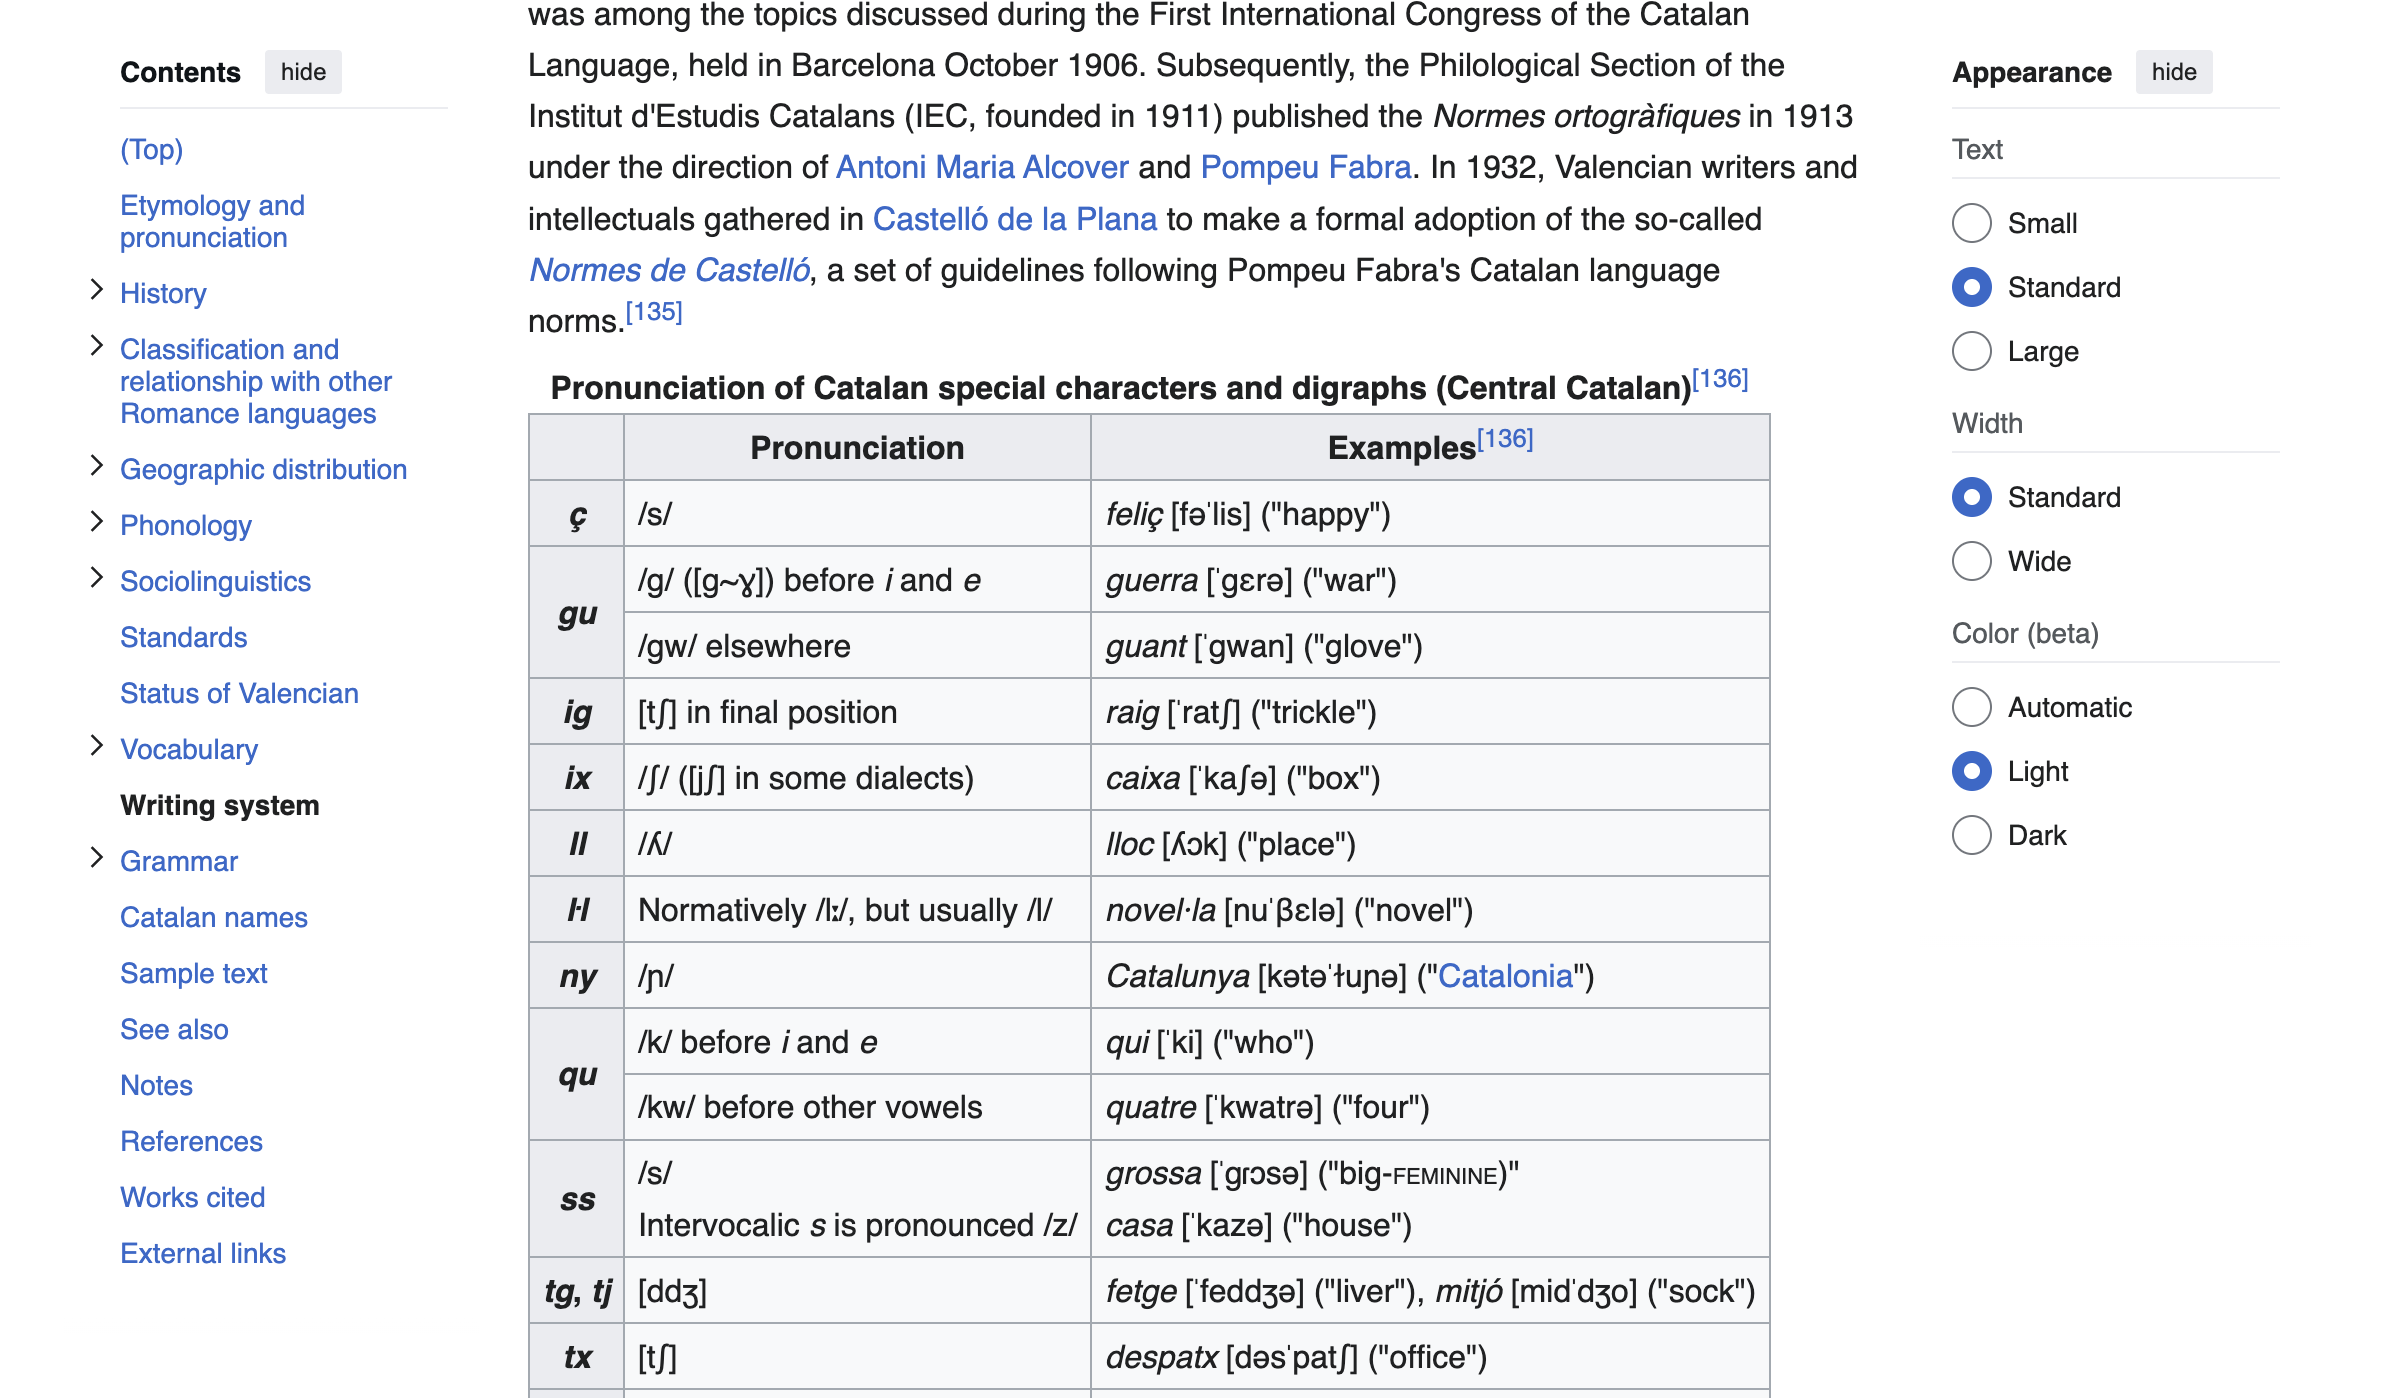 Contents hide
(Top)
Etymology and
pronunciation
History
Classification and
relationship with other
Romance languages
Geographic distribution
Phonology
Sociolinguistics
Standards
Status of Valencian
Vocabulary
Writing system
Grammar
Catalan names
Sample text
See also
Notes
References
Works cited
External links
was among the topics discussed during the First International Congress of the Catalan
Language, held in Barcelona October 1906. Subsequently, the Philological Section of the
Institut d'Estudis Catalans (IEC, founded in 1911) published the Normes ortogràfiques in 1913
under the direction of Antoni Maria Alcover and Pompeu Fabra. In 1932, Valencian writers and
intellectuals gathered in Castelló de la Plana to make a formal adoption of the so-called
Normes de Castelló, a set of guidelines following Pompeu Fabra's Catalan language
norms.[135]
Pronunciation of Catalan special characters and digraphs (Central Catalan)[136]
Pronunciation Examples[136]
ç /s/ feliç [fəˈlis] ("happy")
gu /ɡ/ ([ɡ~ɣ]) before i and e guerra [ˈɡɛrə] ("war")
/ɡw/ elsewhere guant [ˈɡwan] ("glove")
ig [tʃ] in final position raig [ˈratʃ] ("trickle")
ix /ʃ/ ([jʃ] in some dialects) caixa [ˈkaʃə] ("box")
ll /ʎ/ lloc [ʎɔk] ("place")
l·l Normatively /lː/, but usually /l/ novel·la [nuˈβɛlə] ("novel")
ny /ɲ/ Catalunya [kətəˈɫuɲə] ("Catalonia")
qu /k/ before i and e qui [ˈki] ("who")
/kw/ before other vowels quatre [ˈkwatrə] ("four")
ss /s/ grossa [ˈɡɾɔsə] ("big-FEMININE)"
Intervocalic s is pronounced /z/ casa [ˈkazə] ("house")
tg, tj [ddʒ] fetge [ˈfeddʒə] ("liver"), mitjó [midˈdʒo] ("sock")
tx [tʃ] despatx [dəsˈpatʃ] ("office")
Appearance hide
Text
Small
Standard
Large
Width
Standard
Wide
Color (beta)
Automatic
Light
Dark